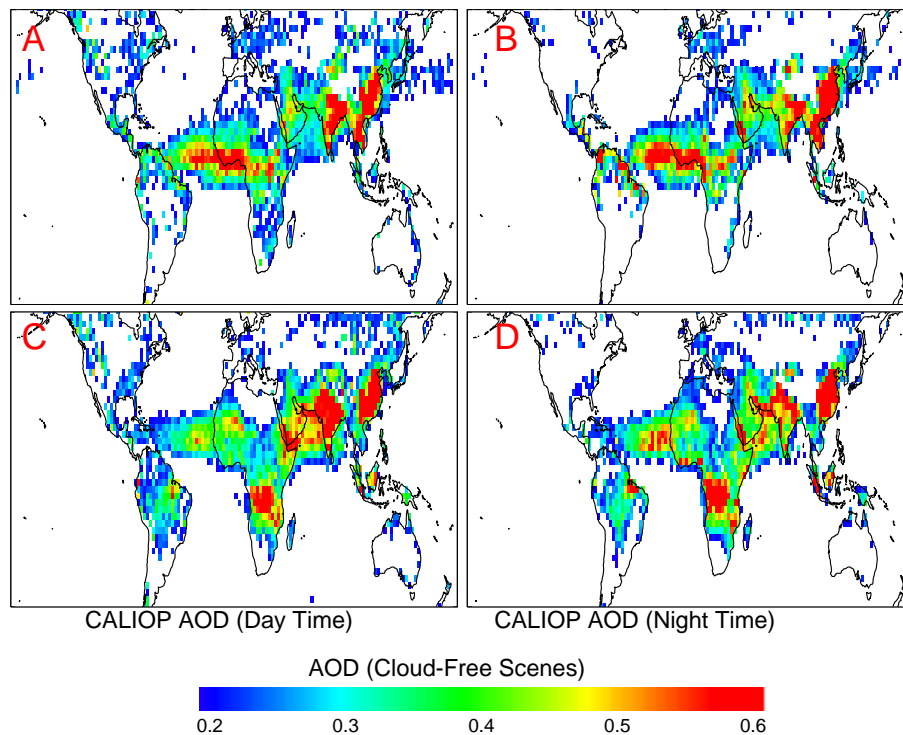 A
B
C
D
CALIOP AOD (Day Time)
CALIOP AOD (Night Time)
AOD (Cloud-Free Scenes)
0.2 0.3 0.4 0.5 0.6